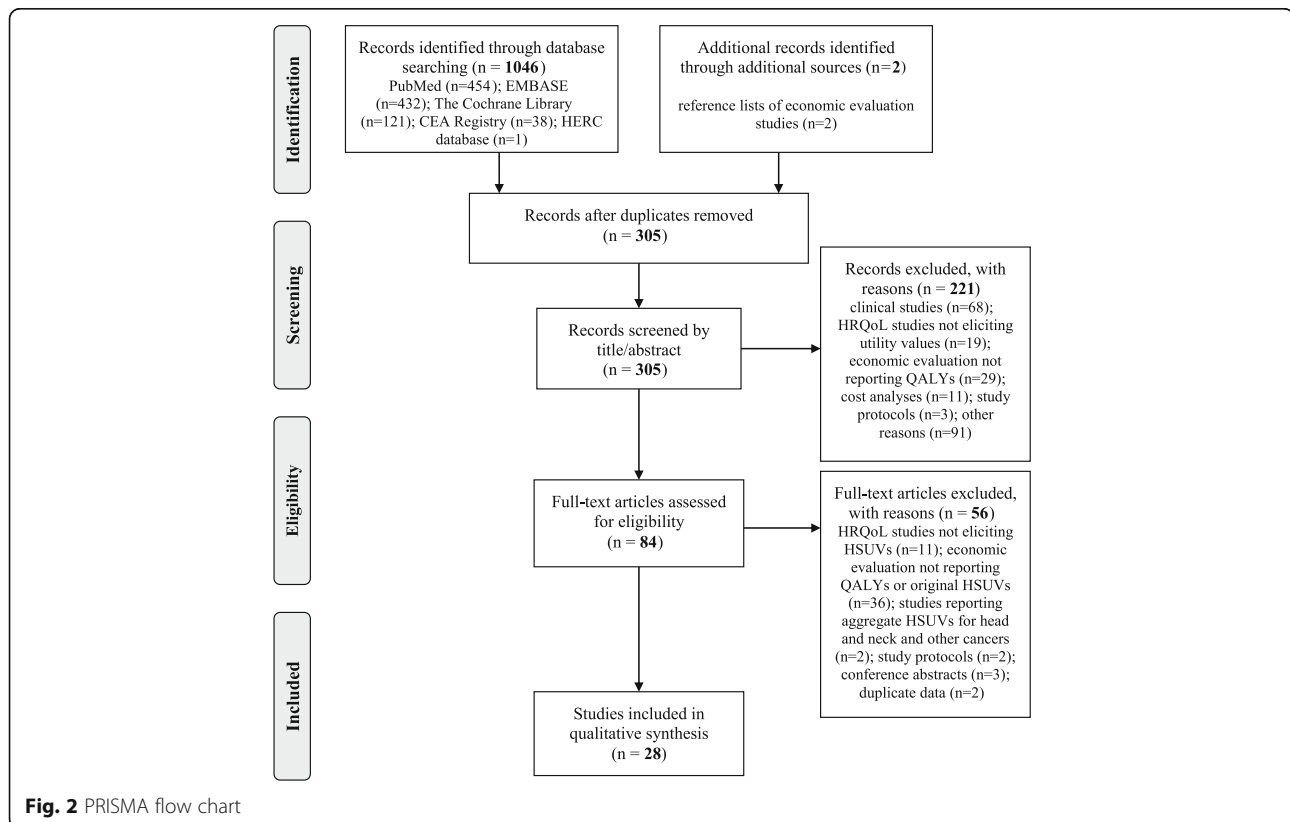 Identification
Records identified through database
searching (n = 1046)
PubMed (n=454); EMBASE
(n=432); The Cochrane Library
(n=121); CEA Registry (n=38); HERC
database (n=1)
Additional records identified
through additional sources
(n=2)
reference lists of economic evaluation
studies (n=2)
Records after duplicates removed
(n = 305)
Screening
Records screened by
title/abstract
(n = 305)
Records excluded, with
reasons (n = 221)
clinical studies (n=68);
HRQoL studies not eliciting
utility values (n=19);
economic evaluation not
reporting QALYs (n=29);
cost analyses (n=11); study
protocols (n=3); other
reasons (n=91)
Eligibility
Full-text articles assessed
for eligibility
(n = 84)
Full-text articles excluded,
with reasons (n = 56)
HRQoL studies not eliciting
HSUVs (n=11); economic
evaluation not reporting
QALYs or original HSUVs
(n=36); studies reporting
aggregate HSUVs for head
and neck and other cancers
(n=2); study protocols (n=2);
conference abstracts (n=3);
duplicate data (n=2)
Included
Studies included in
qualitative synthesis
(n = 28)
Fig. 2 PRISMA flow chart